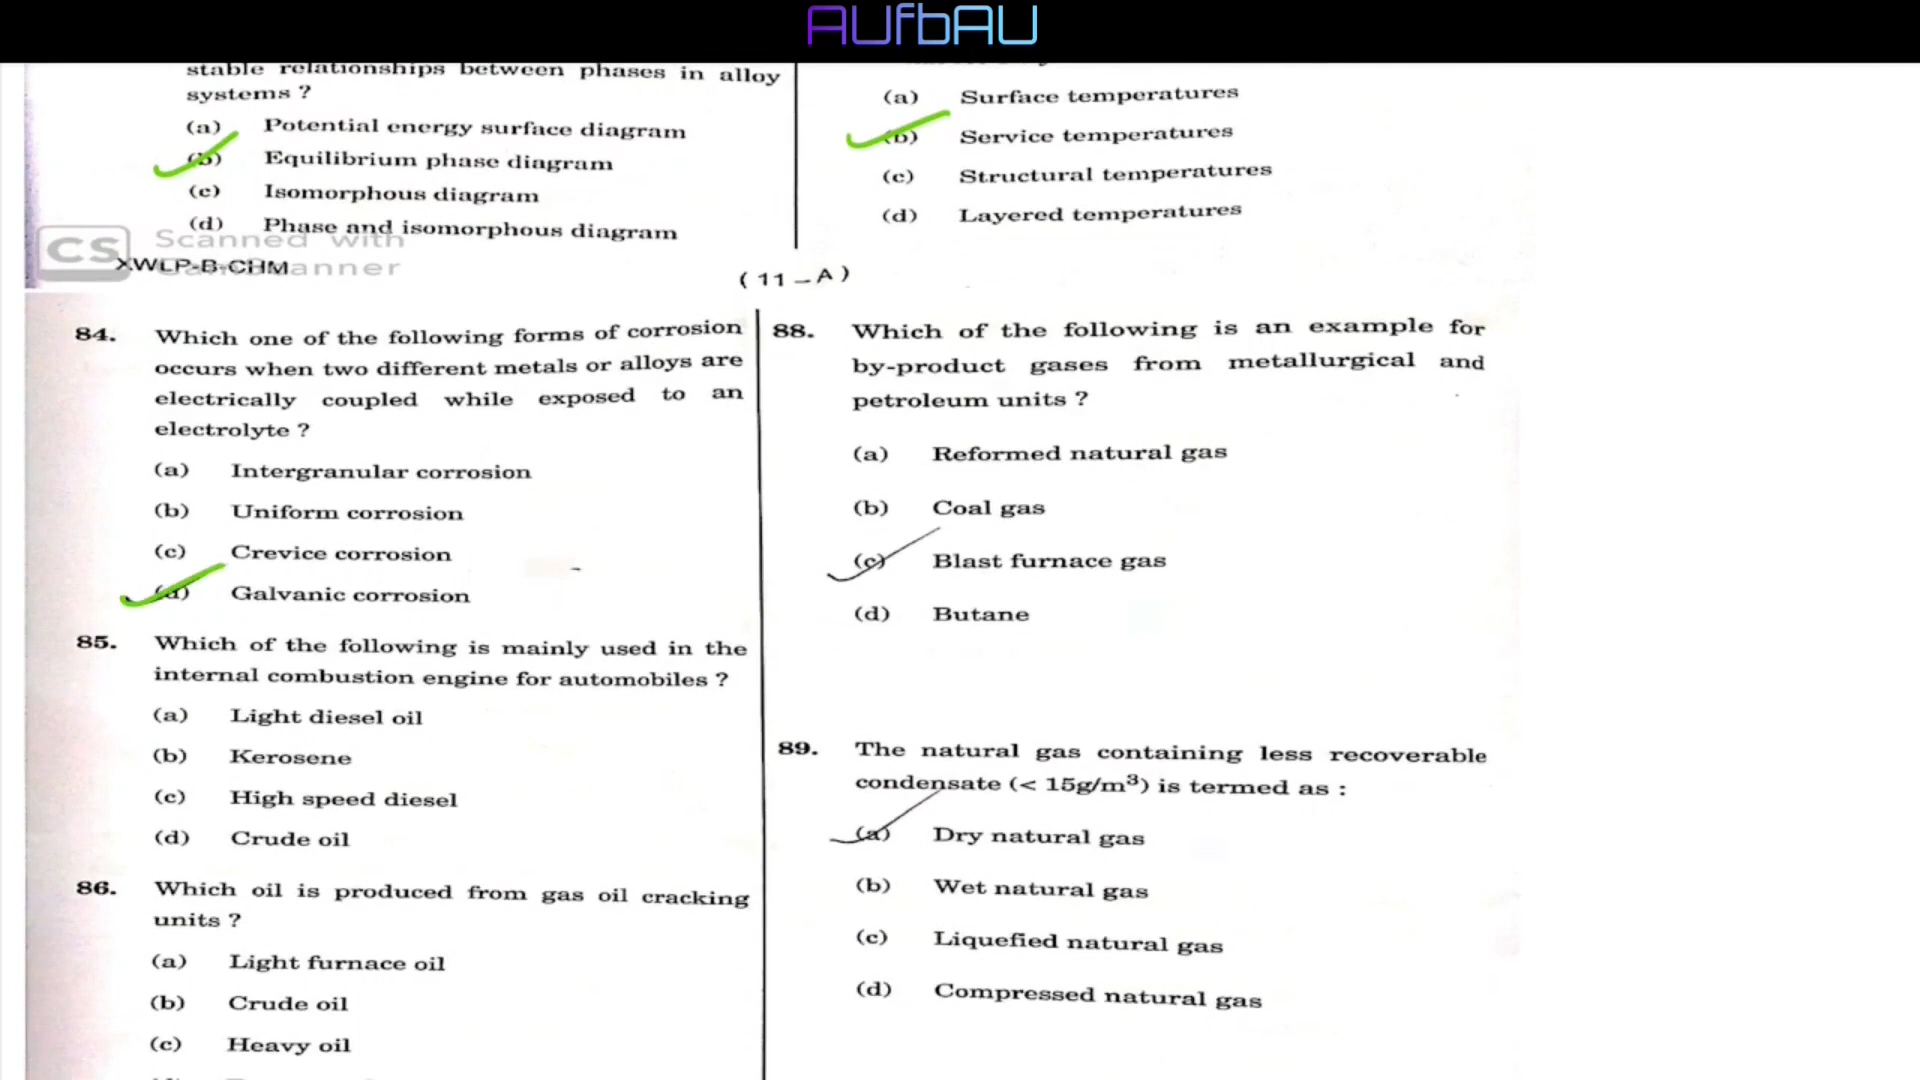 AUfbAU
stable relationships between phases in alloy
systems ?
(a) Potential energy surface diagram
(b) Equilibrium phase diagram
(c) Isomorphous diagram
(d) Phase and isomorphous diagram
(a) Surface temperatures
(b) Service temperatures
(c) Structural temperatures
(d) Layered temperatures
CS Scanned with
CamScanner
XWLP-B-CHM
( 11 – A )
84. Which one of the following forms of corrosion
occurs when two different metals or alloys are
electrically coupled while exposed to an
electrolyte ?
(a) Intergranular corrosion
(b) Uniform corrosion
(c) Crevice corrosion
(d) Galvanic corrosion
85. Which of the following is mainly used in the
internal combustion engine for automobiles ?
(a) Light diesel oil
(b) Kerosene
(c) High speed diesel
(d) Crude oil
86. Which oil is produced from gas oil cracking
units ?
(a) Light furnace oil
(b) Crude oil
(c) Heavy oil
88. Which of the following is an example for
by-product gases from metallurgical and
petroleum units ?
(a) Reformed natural gas
(b) Coal gas
(c) Blast furnace gas
(d) Butane
89. The natural gas containing less recoverable
condensate (< 15g/m³) is termed as :
(a) Dry natural gas
(b) Wet natural gas
(c) Liquefied natural gas
(d) Compressed natural gas